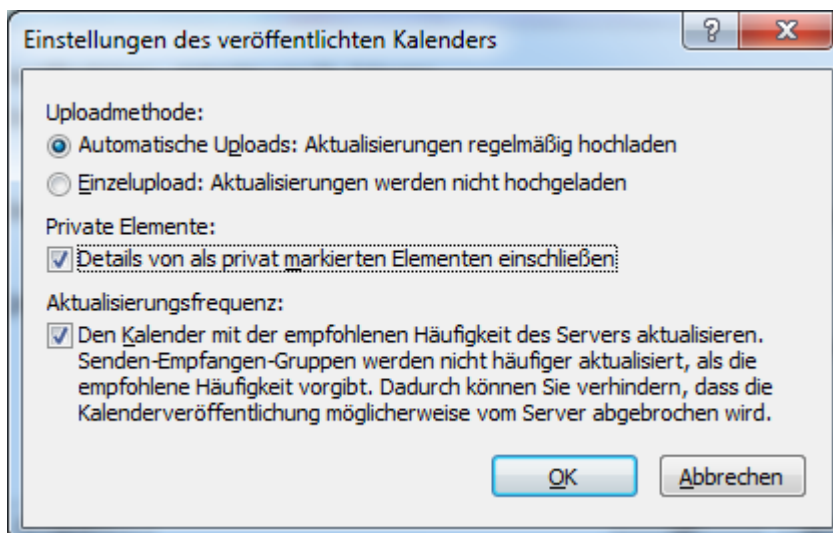 Einstellungen des veröffentlichten Kalenders
Uploadmethode:
Automatische Uploads: Aktualisierungen regelmäßig hochladen
Einzelupload: Aktualisierungen werden nicht hochgeladen
Private Elemente:
Details von als privat markierten Elementen einschließen
Aktualisierungsfrequenz:
Den Kalender mit der empfohlenen Häufigkeit des Servers aktualisieren.
Senden-Empfangen-Gruppen werden nicht häufiger aktualisiert, als die
empfohlene Häufigkeit vorgibt. Dadurch können Sie verhindern, dass die
Kalenderveröffentlichung möglicherweise vom Server abgebrochen wird.
OK Abbrechen